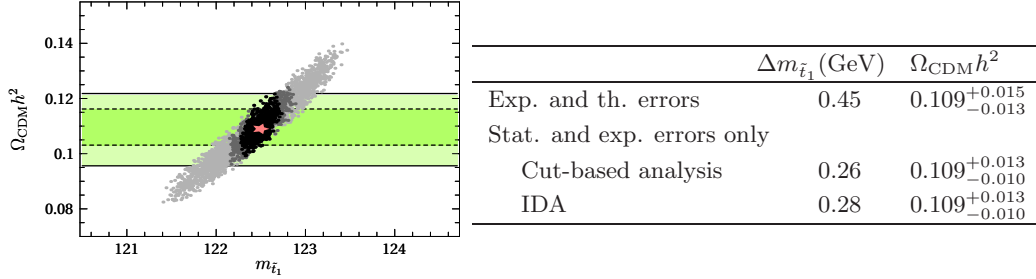 0.14
0.12
0.1
0.08
Ω_CDM h²
121 122 123 124
m_t̃₁
Δm_t̃₁(GeV) Ω_CDM h²
Exp. and th. errors 0.45 0.109^{+0.015}_{−0.013}
Stat. and exp. errors only
Cut-based analysis 0.26 0.109^{+0.013}_{−0.010}
IDA 0.28 0.109^{+0.013}_{−0.010}